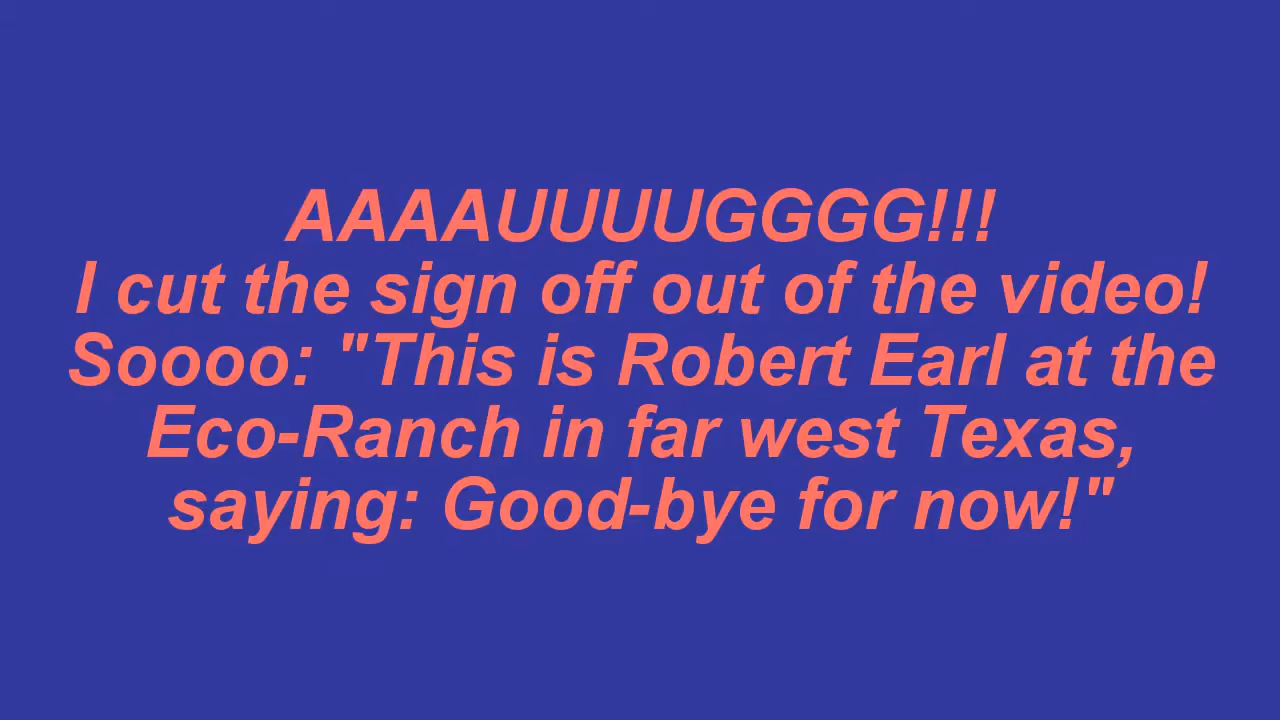 AAAAUUUUGGGG!!!
I cut the sign off out of the video!
Soooo: "This is Robert Earl at the
Eco-Ranch in far west Texas,
saying: Good-bye for now!"